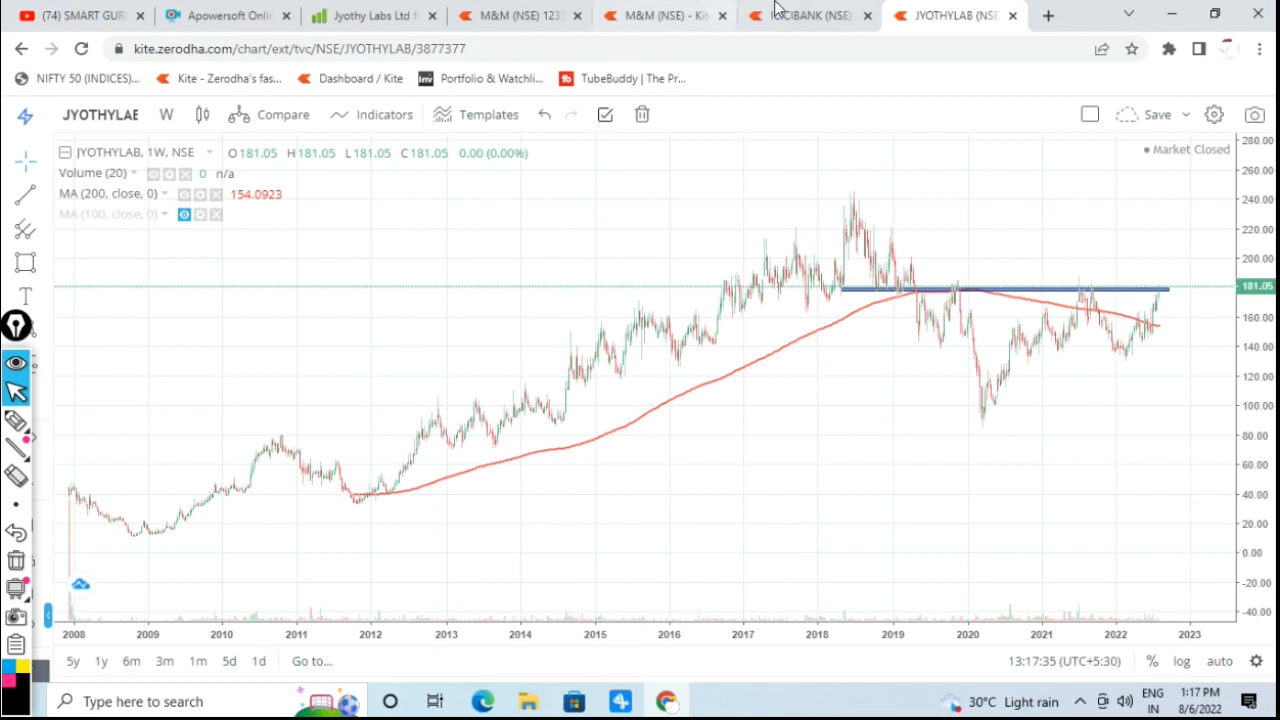 (74) SMART GUR
Apowersoft Onli
Jyothy Labs Ltd f
M&M (NSE) 123
M&M (NSE) - Kit
ICICIBANK (NSE)
JYOTHYLAB (NSE
kite.zerodha.com/chart/ext/tvc/NSE/JYOTHYLAB/3877377
NIFTY 50 (INDICES)...
Kite - Zerodha's fas...
Dashboard / Kite
Portfolio & Watchli...
TubeBuddy | The Pr...
JYOTHYLAE
W
Compare
Indicators
Templates
Save
JYOTHYLAB, 1W, NSE
O181.05 H181.05 L181.05 C181.05 0.00 (0.00%)
Market Closed
Volume (20)
0 n/a
MA (200, close, 0)
154.0923
MA (100, close, 0)
280.00
260.00
240.00
220.00
200.00
181.05
160.00
140.00
120.00
100.00
80.00
60.00
40.00
20.00
0.00
-20.00
-40.00
2008 2009 2010 2011 2012 2013 2014 2015 2016 2017 2018 2019 2020 2021 2022 2023
5y 1y 6m 3m 1m 5d 1d Go to...
13:17:35 (UTC+5:30) % log auto
Type here to search
30°C Light rain
ENG
IN
1:17 PM
8/6/2022